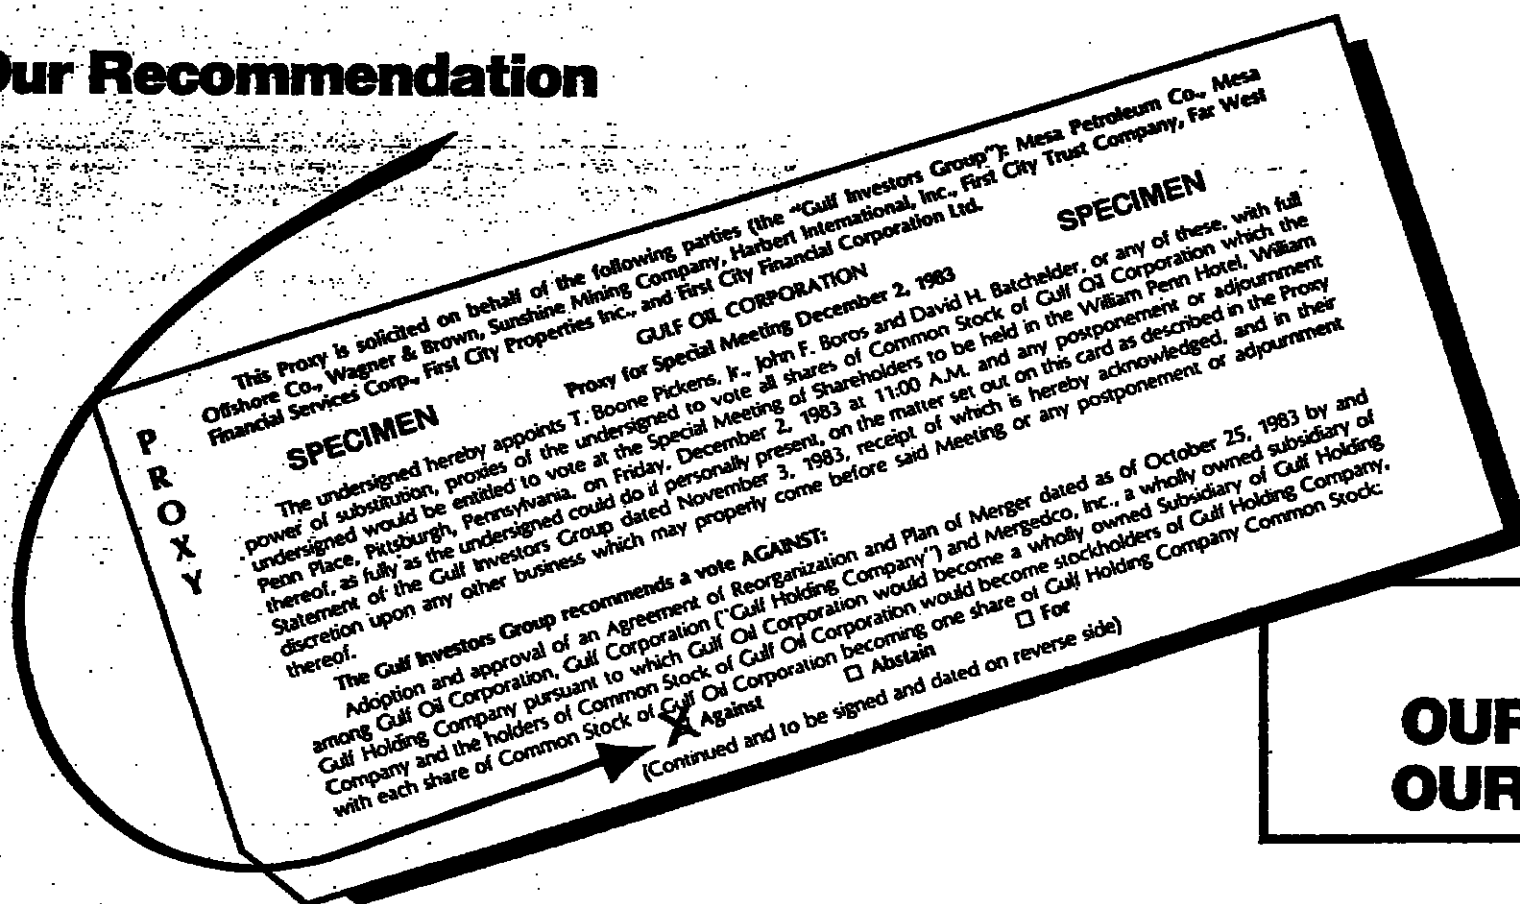 Our Recommendation
This Proxy is solicited on behalf of the following parties (the "Gulf Investors Group"): Mesa Petroleum Co., Mesa
Offshore Co., Wagner & Brown, Sunshine Mining Company, Harbert International, Inc., First City Trust Company, Far West
Financial Services Corp., First City Properties Inc., and First City Financial Corporation Ltd.
SPECIMEN
GULF OIL CORPORATION
SPECIMEN
Proxy for Special Meeting December 2, 1983
P
R
O
X
Y
The undersigned hereby appoints T. Boone Pickens, Jr., John F. Boros and David H. Batchelder, or any of these, with full
power of substitution, proxies of the undersigned to vote all shares of Common Stock of Gulf Oil Corporation which the
undersigned would be entitled to vote at the Special Meeting of Shareholders to be held in the William Penn Hotel, William
Penn Place, Pittsburgh, Pennsylvania, on Friday, December 2, 1983 at 11:00 A.M. and any postponement or adjournment
thereof, as fully as the undersigned could do if personally present, on the matter set out on this card as described in the Proxy
Statement of the Gulf Investors Group dated November 3, 1983, receipt of which is hereby acknowledged, and in their
discretion upon any other business which may properly come before said Meeting or any postponement or adjournment
thereof.
The Gulf Investors Group recommends a vote AGAINST:
Adoption and approval of an Agreement of Reorganization and Plan of Merger dated as of October 25, 1983 by and
among Gulf Oil Corporation, Gulf Corporation ("Gulf Holding Company") and Mergedco, Inc., a wholly owned subsidiary of
Gulf Holding Company pursuant to which Gulf Oil Corporation would become a wholly owned Subsidiary of Gulf Holding
Company and the holders of Common Stock of Gulf Oil Corporation would become stockholders of Gulf Holding Company,
with each share of Common Stock of Gulf Oil Corporation becoming one share of Gulf Holding Company Common Stock:
X Against ☐ Abstain ☐ For
(Continued and to be signed and dated on reverse side)
OUR
OUR